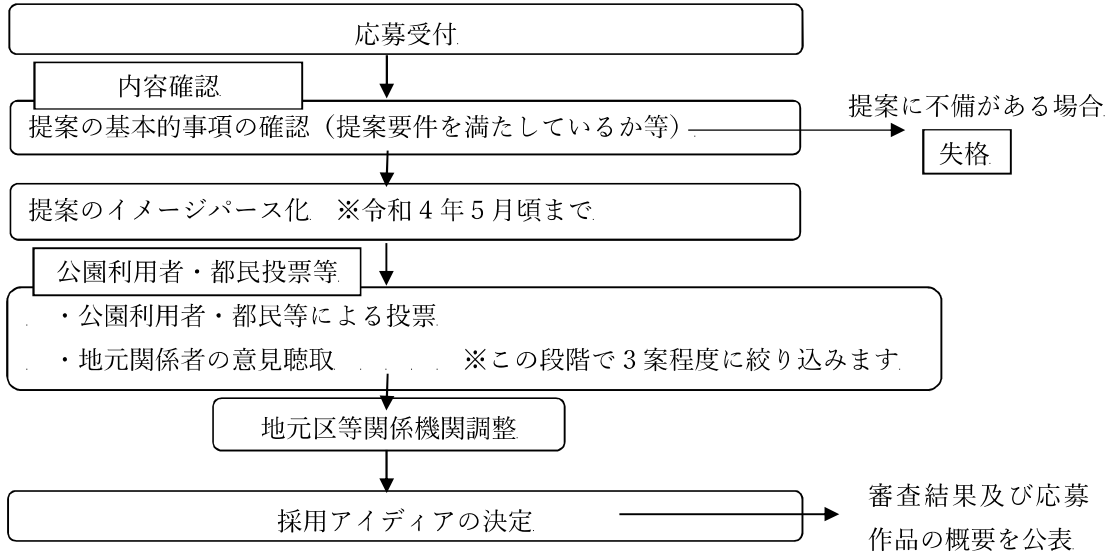 応募受付
内容確認
提案の基本的事項の確認（提案要件を満たしているか等）
提案に不備がある場合
失格
提案のイメージパース化　※令和４年５月頃まで
公園利用者・都民投票等
・公園利用者・都民等による投票
・地元関係者の意見聴取　※この段階で３案程度に絞り込みます
地元区等関係機関調整
採用アイディアの決定
審査結果及び応募
作品の概要を公表